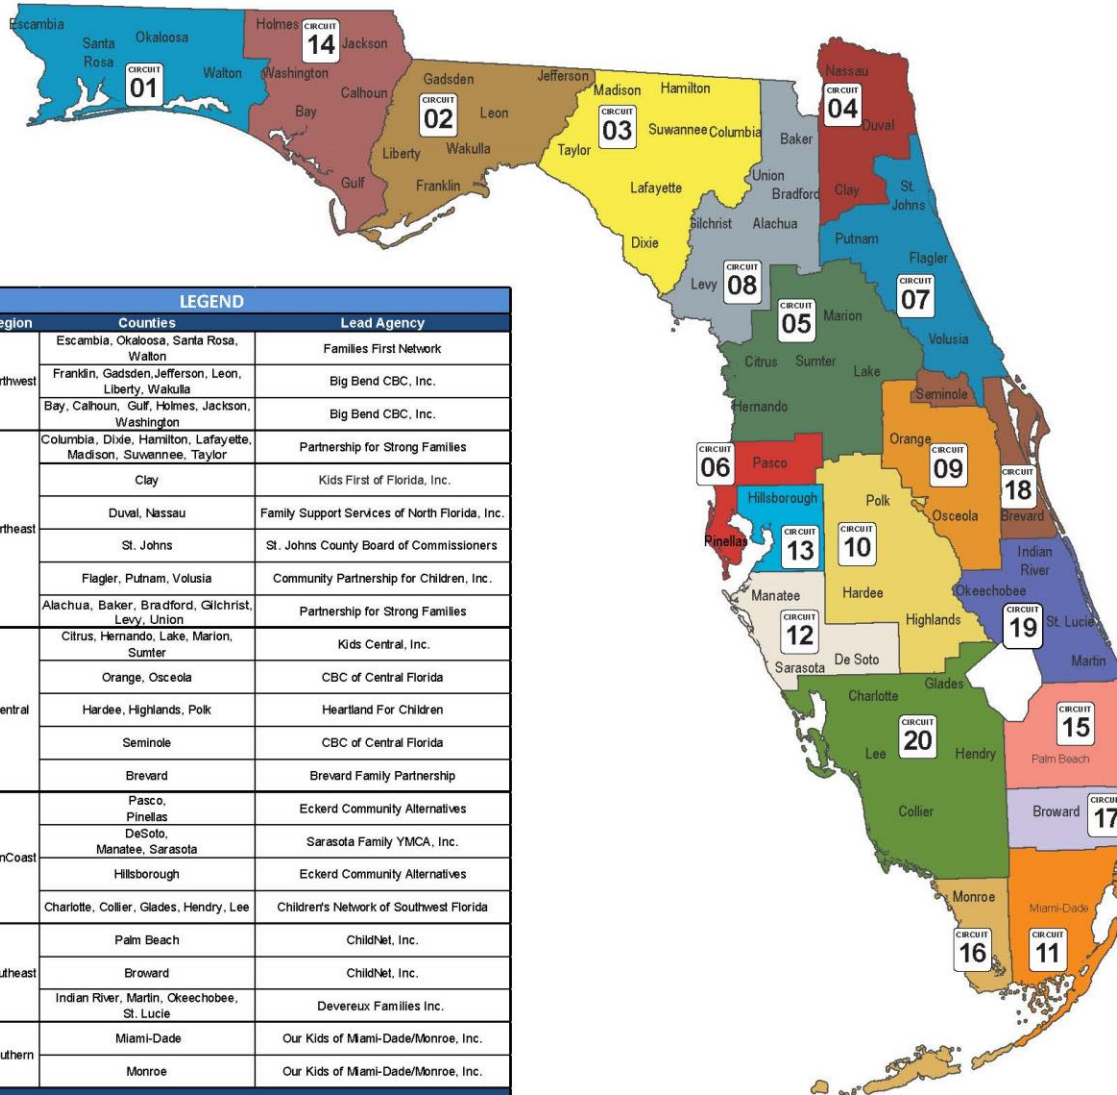 Escambia
Santa
Rosa
Okaloosa
Walton
CIRCUIT
01
Holmes
CIRCUIT
14
Jackson
Washington
Calhoun
Bay
Gulf
Gadsden
Jefferson
CIRCUIT
02
Leon
Liberty
Wakulla
Franklin
Madison
Hamilton
CIRCUIT
03
Suwannee
Columbia
Taylor
Lafayette
Dixie
Nassau
CIRCUIT
04
Duval
Clay
Baker
Union
Bradford
Gilchrist
Alachua
Levy
CIRCUIT
08
St.
Johns
Putnam
Flagler
CIRCUIT
07
Volusia
CIRCUIT
05
Marion
Citrus
Sumter
Lake
Hernando
Seminole
Orange
CIRCUIT
09
Osceola
CIRCUIT
18
Brevard
CIRCUIT
06
Pasco
Pinellas
Hillsborough
CIRCUIT
13
Polk
CIRCUIT
10
Hardee
Highlands
Manatee
CIRCUIT
12
Sarasota
De Soto
Indian
River
Okeechobee
CIRCUIT
19
St. Lucie
Martin
Charlotte
Glades
CIRCUIT
20
Lee
Hendry
Collier
CIRCUIT
15
Palm Beach
Broward
CIRCUI
17
Monroe
CIRCUIT
16
Miami-Dade
CIRCUIT
11
LEGEND
egion Counties Lead Agency
rthwest
Escambia, Okaloosa, Santa Rosa,
Walton
Families First Network
Franklin, Gadsden,Jefferson, Leon,
Liberty, Wakulla
Big Bend CBC, Inc.
Bay, Calhoun, Gulf, Holmes, Jackson,
Washington
Big Bend CBC, Inc.
rtheast
Columbia, Dixie, Hamilton, Lafayette,
Madison, Suwannee, Taylor
Partnership for Strong Families
Clay
Kids First of Florida, Inc.
Duval, Nassau
Family Support Services of North Florida, Inc.
St. Johns
St. Johns County Board of Commissioners
Flagler, Putnam, Volusia
Community Partnership for Children, Inc.
Alachua, Baker, Bradford, Gilchrist,
Levy, Union
Partnership for Strong Families
entral
Citrus, Hernando, Lake, Marion,
Sumter
Kids Central, Inc.
Orange, Osceola
CBC of Central Florida
Hardee, Highlands, Polk
Heartland For Children
Seminole
CBC of Central Florida
Brevard
Brevard Family Partnership
nCoast
Pasco,
Pinellas
Eckerd Community Alternatives
DeSoto,
Manatee, Sarasota
Sarasota Family YMCA, Inc.
Hillsborough
Eckerd Community Alternatives
Charlotte, Collier, Glades, Hendry, Lee
Children's Network of Southwest Florida
utheast
Palm Beach
ChildNet, Inc.
Broward
ChildNet, Inc.
Indian River, Martin, Okeechobee,
St. Lucie
Devereux Families Inc.
uthern
Miami-Dade
Our Kids of Miami-Dade/Monroe, Inc.
Monroe
Our Kids of Miami-Dade/Monroe, Inc.